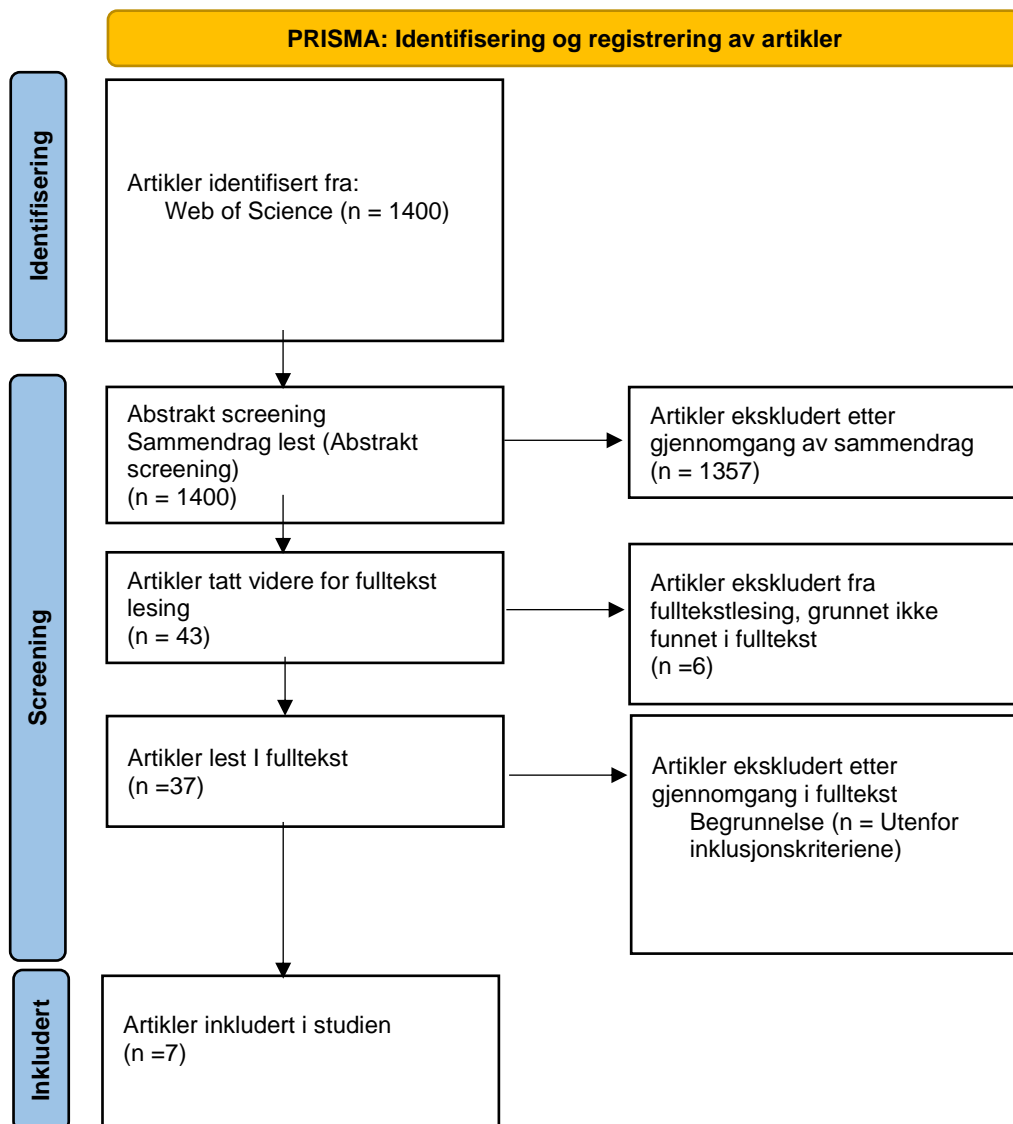 PRISMA: Identifisering og registrering av artikler
Identifisering
Artikler identifisert fra:
Web of Science (n = 1400)
Screening
Abstrakt screening
Sammendrag lest (Abstrakt
screening)
(n = 1400)
Artikler ekskludert etter
gjennomgang av sammendrag
(n = 1357)
Artikler tatt videre for fulltekst
lesing
(n = 43)
Artikler ekskludert fra
fulltekstlesing, grunnet ikke
funnet i fulltekst
(n =6)
Artikler lest I fulltekst
(n =37)
Artikler ekskludert etter
gjennomgang i fulltekst
Begrunnelse (n = Utenfor
inklusjonskriteriene)
Inkludert
Artikler inkludert i studien
(n =7)